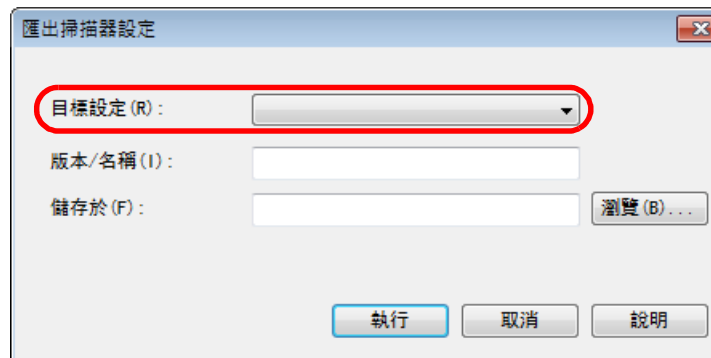 匯出掃描器設定
目標設定(R):
版本/名稱(I):
儲存於(F):
瀏覽(B)...
執行
取消
說明